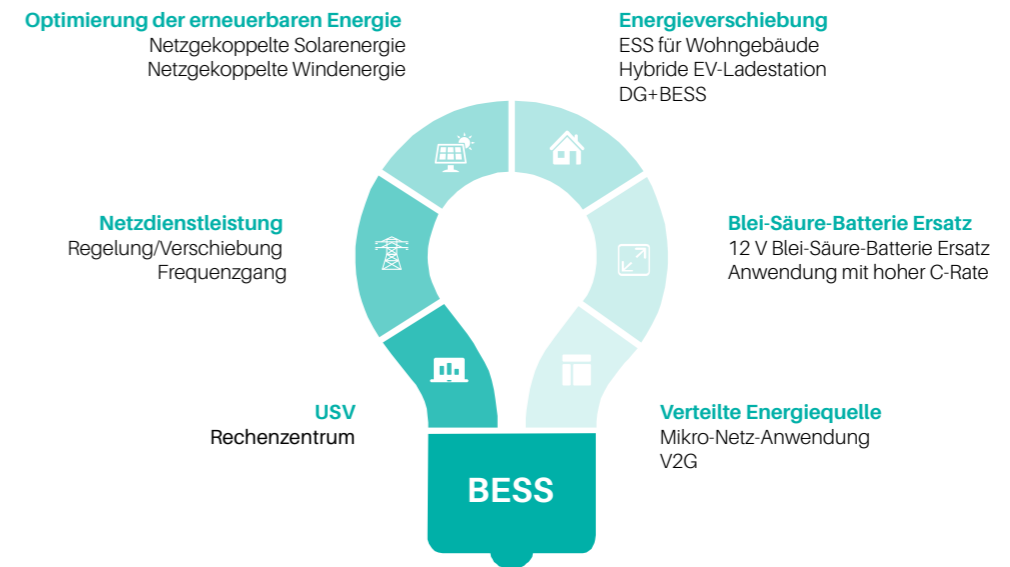 Optimierung der erneuerbaren Energie
Netzgekoppelte Solarenergie
Netzgekoppelte Windenergie
Energieverschiebung
ESS für Wohngebäude
Hybride EV-Ladestation
DG+BESS
Netzdienstleistung
Regelung/Verschiebung
Frequenzgang
Blei-Säure-Batterie Ersatz
12 V Blei-Säure-Batterie Ersatz
Anwendung mit hoher C-Rate
USV
Rechenzentrum
Verteilte Energiequelle
Mikro-Netz-Anwendung
V2G
BESS